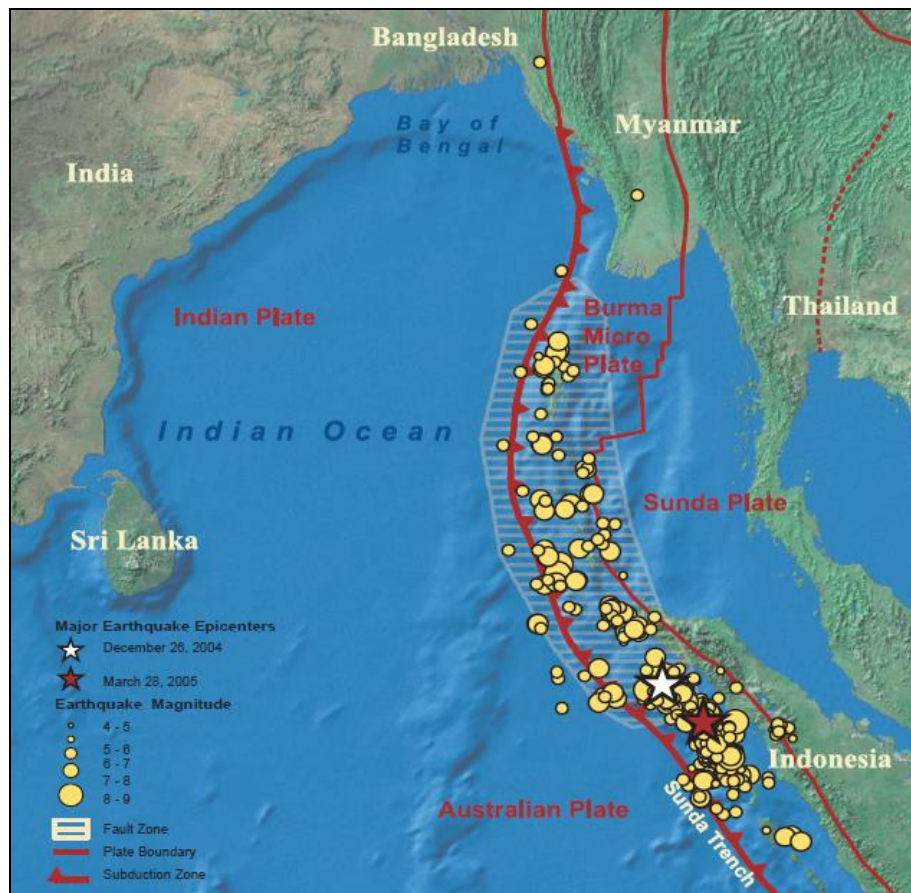 Bangladesh
Bay of
Bengal
Myanmar
India
Thailand
Indian Plate
Burma
Micro
Plate
Indian Ocean
Sunda Plate
Sri Lanka
Major Earthquake Epicenters
December 26, 2004
March 28, 2005
Earthquake Magnitude
4 - 5
5 - 6
6 - 7
7 - 8
8 - 9
Fault Zone
Plate Boundary
Subduction Zone
Indonesia
Australian Plate
Sunda Trench